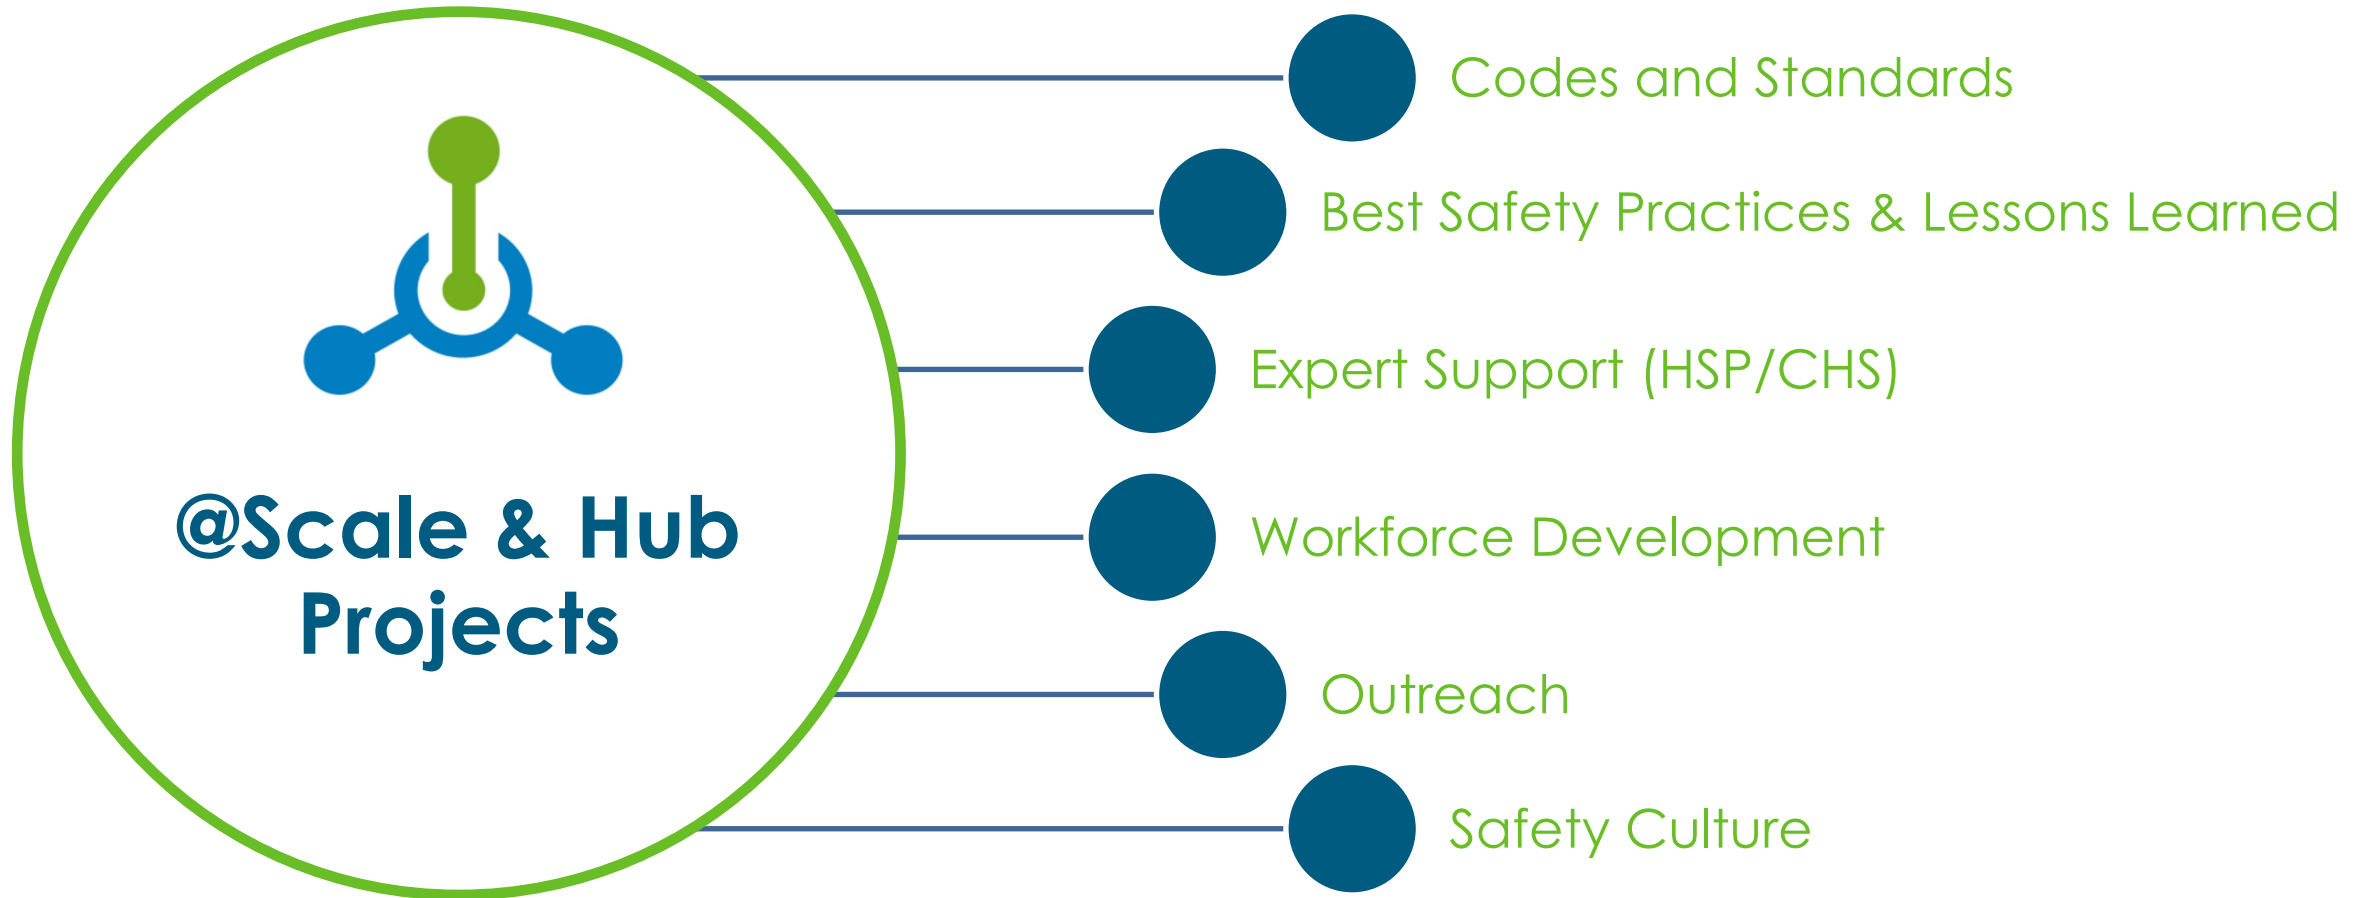 @Scale & Hub
Projects
Codes and Standards
Best Safety Practices & Lessons Learned
Expert Support (HSP/CHS)
Workforce Development
Outreach
Safety Culture